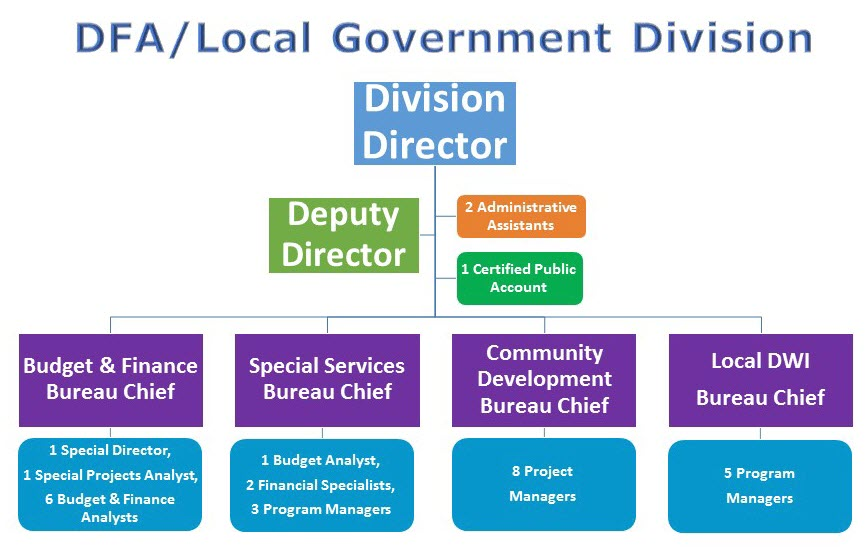 DFA/Local Government Division
Division
Director
Deputy
Director
2 Administrative
Assistants
1 Certified Public
Account
Budget & Finance
Bureau Chief
Special Services
Bureau Chief
Community
Development
Bureau Chief
Local DWI
Bureau Chief
1 Special Director,
1 Special Projects Analyst,
6 Budget & Finance
Analysts
1 Budget Analyst,
2 Financial Specialists,
3 Program Managers
8 Project
Managers
5 Program
Managers